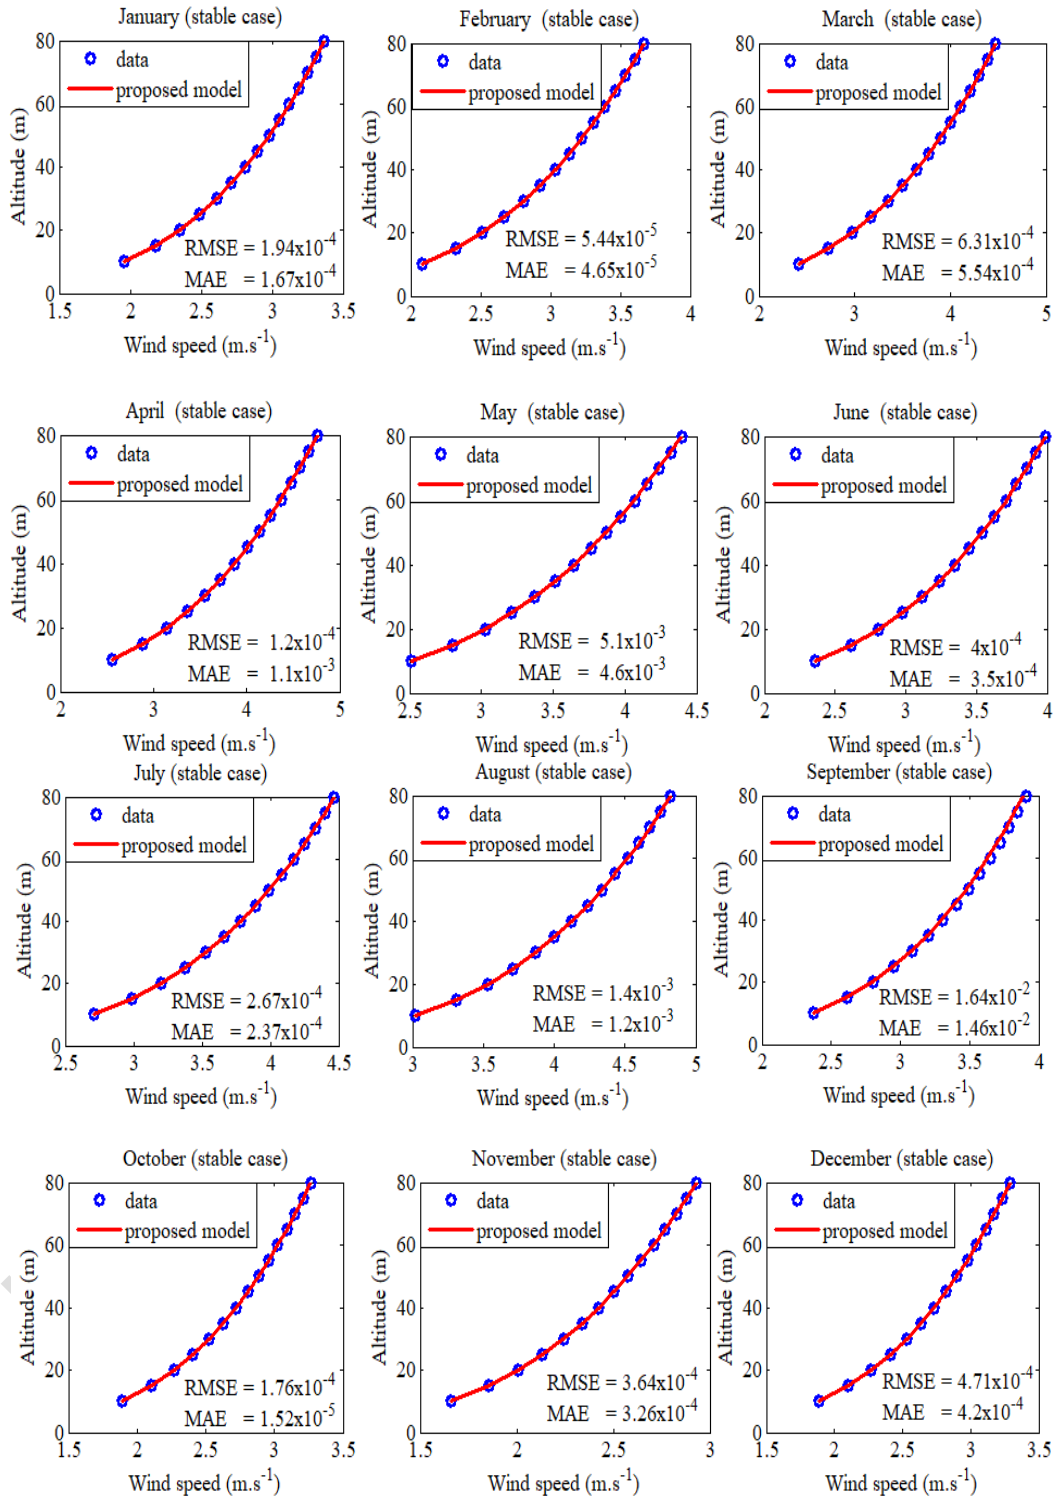 January (stable case)
80
60
40
20
0
Altitude (m)
data
proposed model
RMSE = 1.94x10-4
MAE = 1.67x10-4
1.5 2 2.5 3 3.5
Wind speed (m.s-1)
February (stable case)
80
60
40
20
0
Altitude (m)
data
proposed model
RMSE = 5.44x10-5
MAE = 4.65x10-5
2 2.5 3 3.5 4
Wind speed (m.s-1)
March (stable case)
80
60
40
20
0
Altitude (m)
data
proposed model
RMSE = 6.31x10-4
MAE = 5.54x10-4
2 3 4 5
Wind speed (m.s-1)
April (stable case)
80
60
40
20
0
Altitude (m)
data
proposed model
RMSE = 1.2x10-4
MAE = 1.1x10-3
2 3 4 5
Wind speed (m.s-1)
May (stable case)
80
60
40
20
0
Altitude (m)
data
proposed model
RMSE = 5.1x10-3
MAE = 4.6x10-3
2.5 3 3.5 4 4.5
Wind speed (m.s-1)
June (stable case)
80
60
40
20
0
Altitude (m)
data
proposed model
RMSE = 4x10-4
MAE = 3.5x10-4
2 2.5 3 3.5 4
Wind speed (m.s-1)
July (stable case)
80
60
40
20
0
Altitude (m)
data
proposed model
RMSE = 2.67x10-4
MAE = 2.37x10-4
2.5 3 3.5 4 4.5
Wind speed (m.s-1)
August (stable case)
80
60
40
20
0
Altitude (m)
data
proposed model
RMSE = 1.4x10-3
MAE = 1.2x10-3
3 3.5 4 4.5 5
Wind speed (m.s-1)
September (stable case)
80
60
40
20
0
Altitude (m)
data
proposed model
RMSE = 1.64x10-2
MAE = 1.46x10-2
2 2.5 3 3.5 4
Wind speed (m.s-1)
October (stable case)
80
60
40
20
0
Altitude (m)
data
proposed model
RMSE = 1.76x10-4
MAE = 1.52x10-5
1.5 2 2.5 3 3.5
Wind speed (m.s-1)
November (stable case)
80
60
40
20
0
Altitude (m)
data
proposed model
RMSE = 3.64x10-4
MAE = 3.26x10-4
1.5 2 2.5 3
Wind speed (m.s-1)
December (stable case)
80
60
40
20
0
Altitude (m)
data
proposed model
RMSE = 4.71x10-4
MAE = 4.2x10-4
1.5 2 2.5 3 3.5
Wind speed (m.s-1)